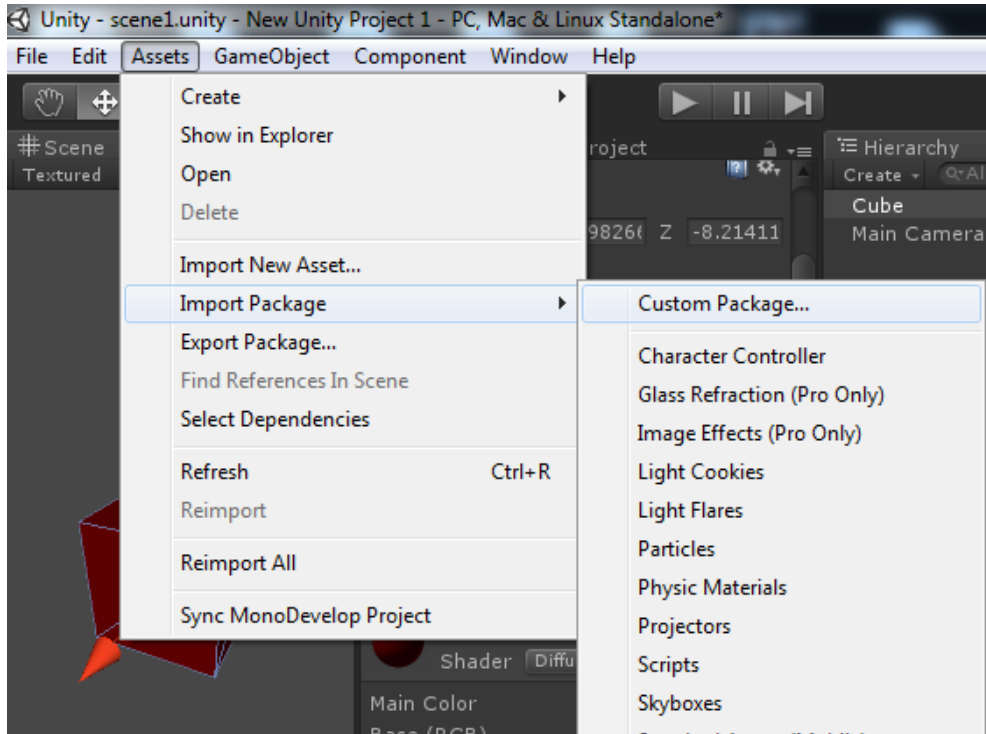 Unity - scene1.unity - New Unity Project 1 - PC, Mac & Linux Standalone*
File Edit Assets GameObject Component Window Help
Scene
Textured
Create
Show in Explorer
Open
Delete
Import New Asset...
Import Package
Export Package...
Find References In Scene
Select Dependencies
Refresh Ctrl+R
Reimport
Reimport All
Sync MonoDevelop Project
roject
Z -8.21411
Hierarchy
Create
Cube
Main Camera
Custom Package...
Character Controller
Glass Refraction (Pro Only)
Image Effects (Pro Only)
Light Cookies
Light Flares
Particles
Physic Materials
Projectors
Scripts
Skyboxes
Shader Diffu
Main Color
Base (RGB)